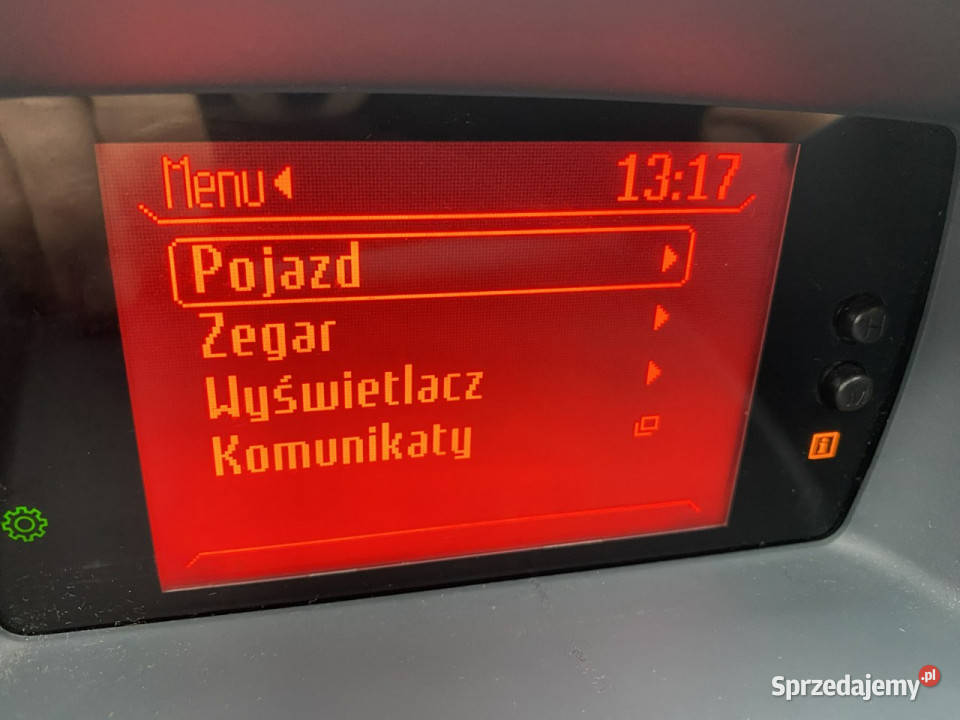 Menu 13:17
Pojazd
Zegar
Wyświetlacz
Komunikaty
H
M
i
Sprzedajemy.pl